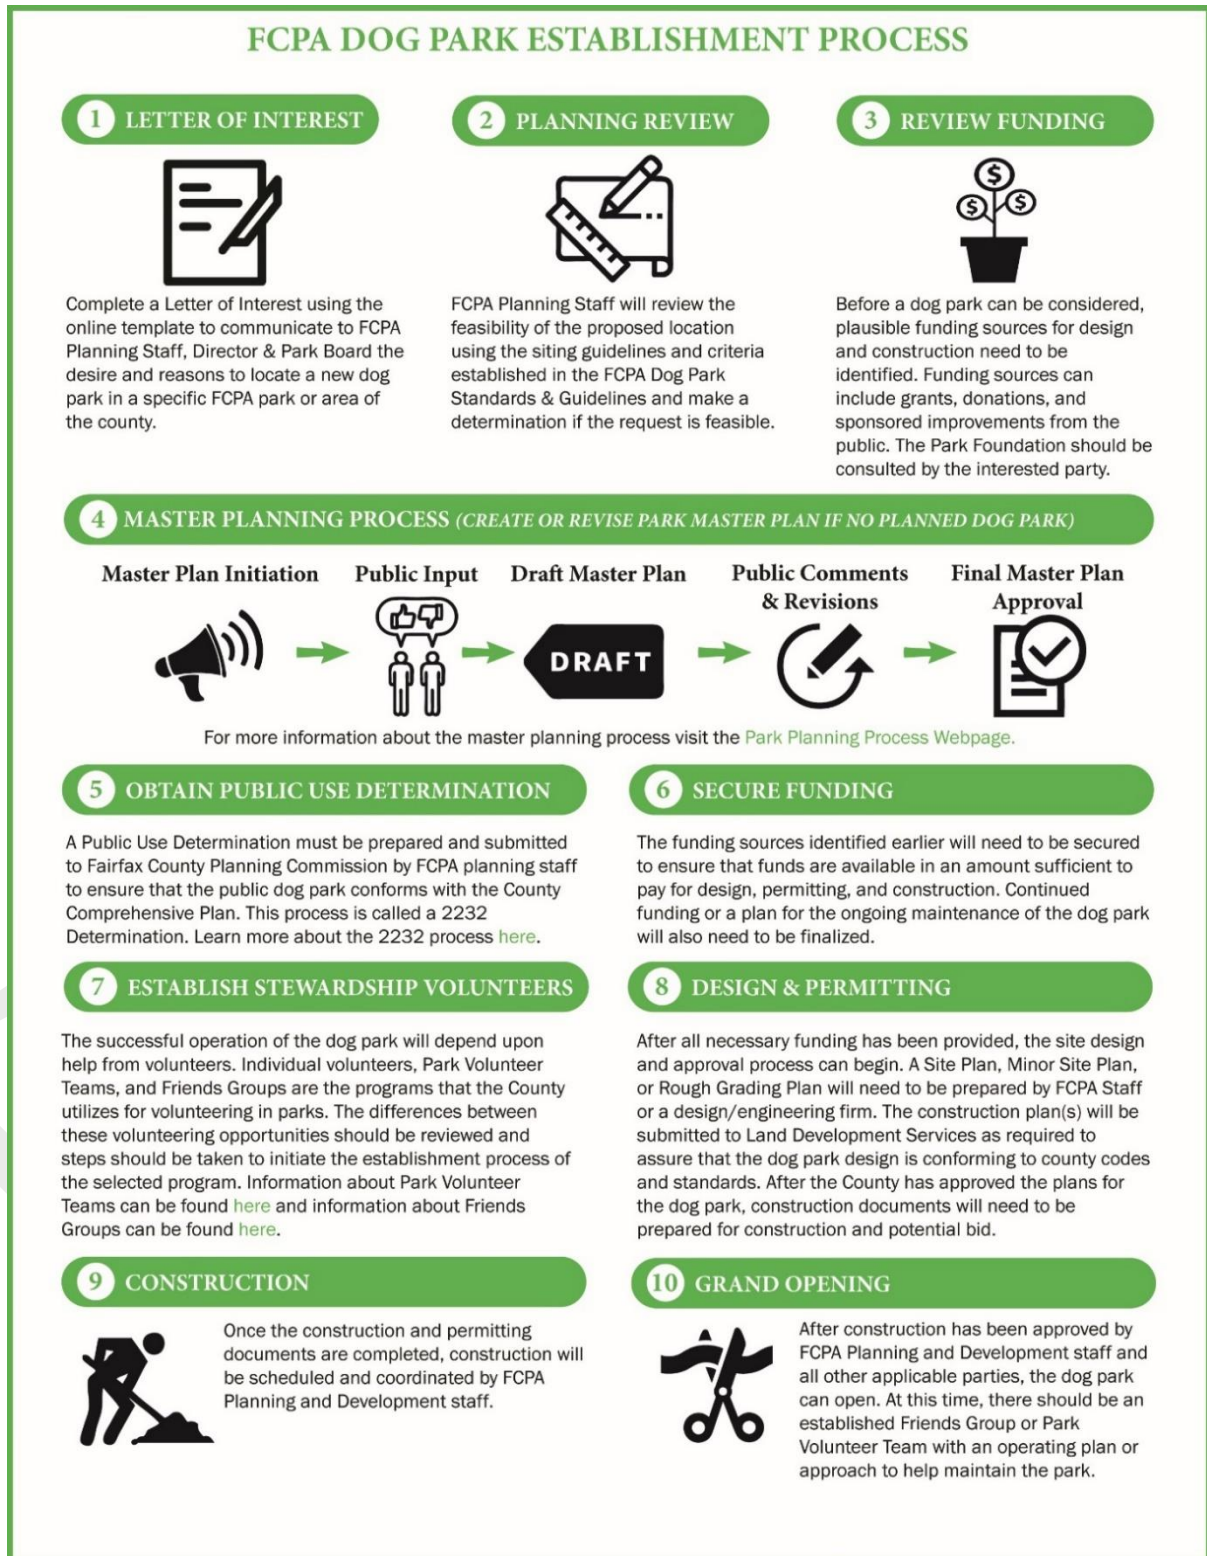 FCPA DOG PARK ESTABLISHMENT PROCESS
1 LETTER OF INTEREST
Complete a Letter of Interest using the
online template to communicate to FCPA
Planning Staff, Director & Park Board the
desire and reasons to locate a new dog
park in a specific FCPA park or area of
the county.
2 PLANNING REVIEW
FCPA Planning Staff will review the
feasibility of the proposed location
using the siting guidelines and criteria
established in the FCPA Dog Park
Standards & Guidelines and make a
determination if the request is feasible.
3 REVIEW FUNDING
$
$
$
Before a dog park can be considered,
plausible funding sources for design
and construction need to be
identified. Funding sources can
include grants, donations, and
sponsored improvements from the
public. The Park Foundation should be
consulted by the interested party.
4 MASTER PLANNING PROCESS (CREATE OR REVISE PARK MASTER PLAN IF NO PLANNED DOG PARK)
Master Plan Initiation
Public Input
Draft Master Plan
DRAFT
Public Comments
& Revisions
Final Master Plan
Approval
For more information about the master planning process visit the Park Planning Process Webpage.
5 OBTAIN PUBLIC USE DETERMINATION
A Public Use Determination must be prepared and submitted
to Fairfax County Planning Commission by FCPA planning staff
to ensure that the public dog park conforms with the County
Comprehensive Plan. This process is called a 2232
Determination. Learn more about the 2232 process here.
6 SECURE FUNDING
The funding sources identified earlier will need to be secured
to ensure that funds are available in an amount sufficient to
pay for design, permitting, and construction. Continued
funding or a plan for the ongoing maintenance of the dog park
will also need to be finalized.
7 ESTABLISH STEWARDSHIP VOLUNTEERS
The successful operation of the dog park will depend upon
help from volunteers. Individual volunteers, Park Volunteer
Teams, and Friends Groups are the programs that the County
utilizes for volunteering in parks. The differences between
these volunteering opportunities should be reviewed and
steps should be taken to initiate the establishment process of
the selected program. Information about Park Volunteer
Teams can be found here and information about Friends
Groups can be found here.
8 DESIGN & PERMITTING
After all necessary funding has been provided, the site design
and approval process can begin. A Site Plan, Minor Site Plan,
or Rough Grading Plan will need to be prepared by FCPA Staff
or a design/engineering firm. The construction plan(s) will be
submitted to Land Development Services as required to
assure that the dog park design is conforming to county codes
and standards. After the County has approved the plans for
the dog park, construction documents will need to be
prepared for construction and potential bid.
9 CONSTRUCTION
Once the construction and permitting
documents are completed, construction will
be scheduled and coordinated by FCPA
Planning and Development staff.
10 GRAND OPENING
After construction has been approved by
FCPA Planning and Development staff and
all other applicable parties, the dog park
can open. At this time, there should be an
established Friends Group or Park
Volunteer Team with an operating plan or
approach to help maintain the park.